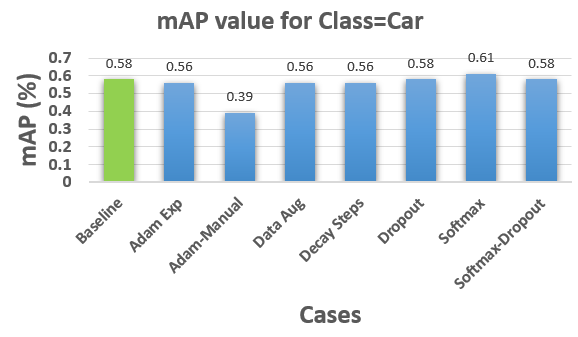 mAP value for Class=Car
mAP (%)
0.7
0.6
0.5
0.4
0.3
0.2
0.1
0
0.58
0.56
0.39
0.56
0.56
0.58
0.61
0.58
Baseline
Adam Exp
Adam-Manual
Data Aug
Decay Steps
Dropout
Softmax
Softmax-Dropout
Cases